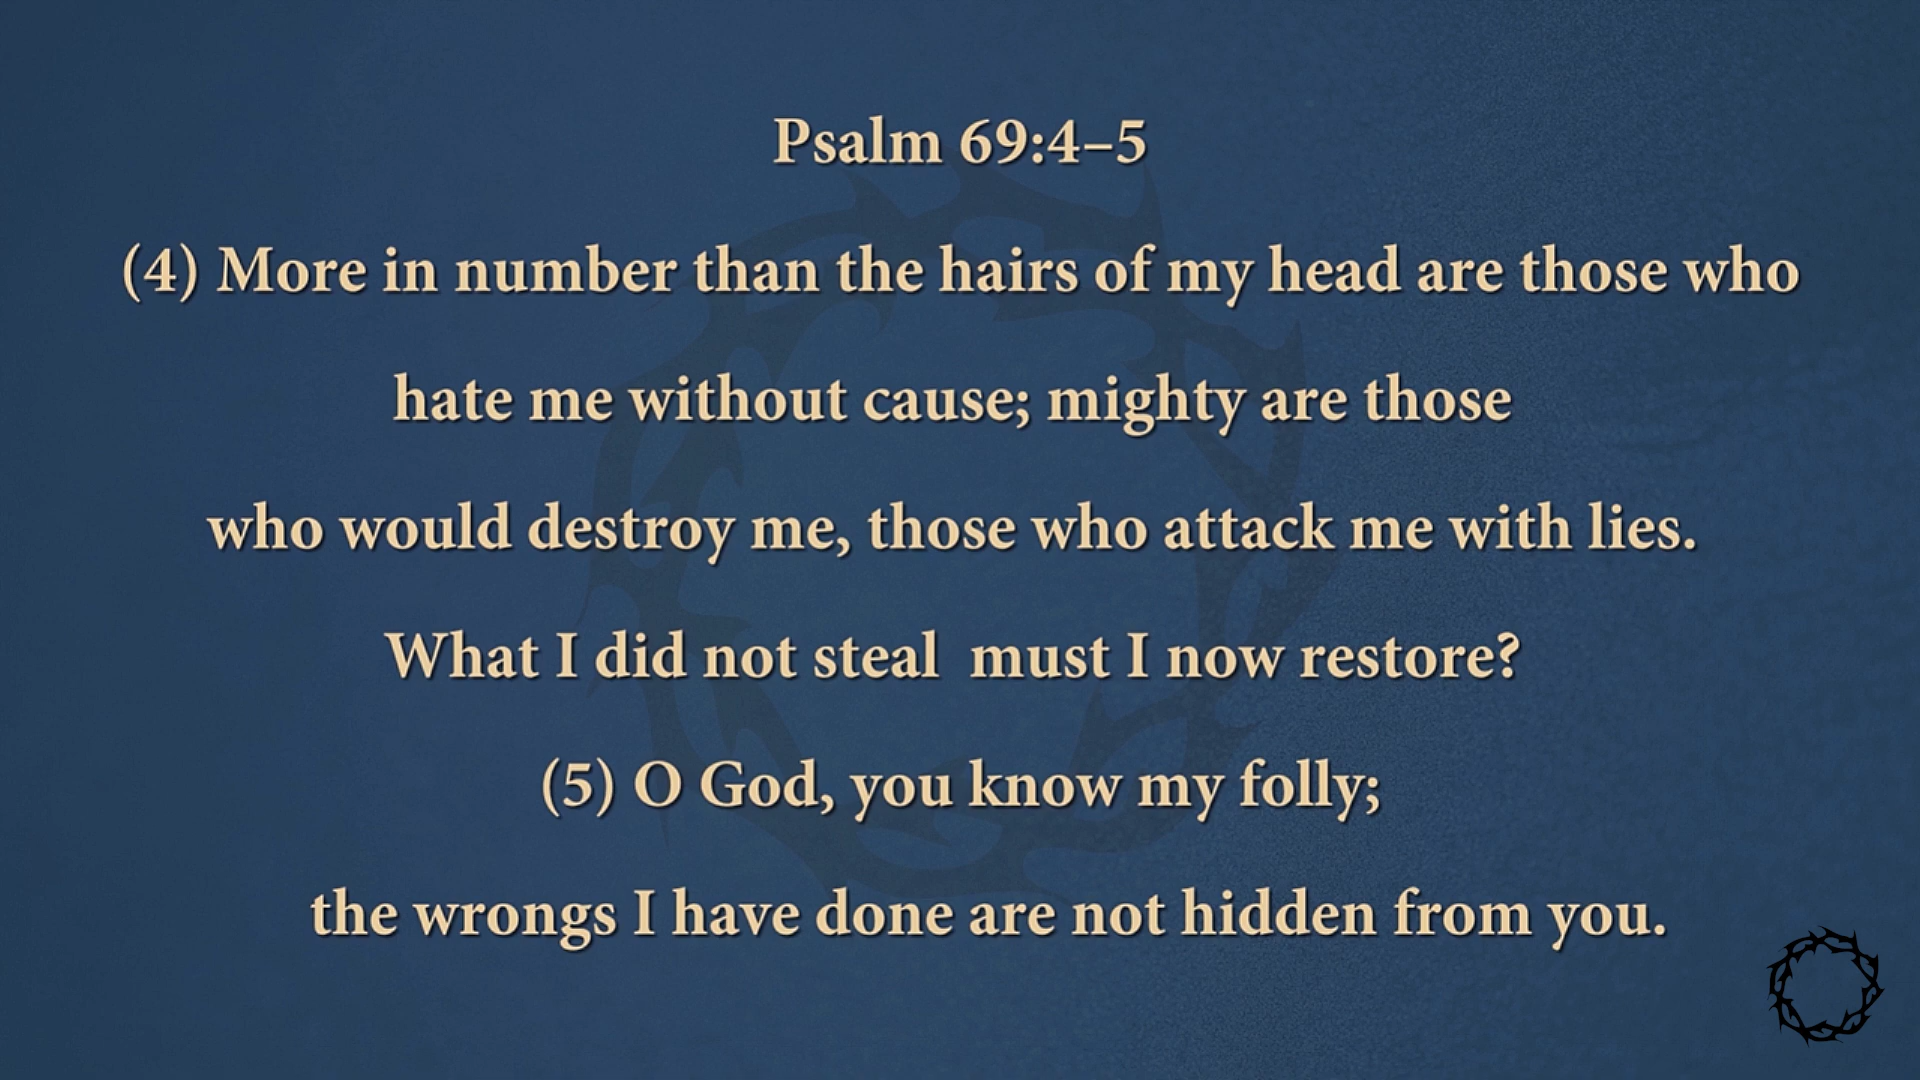 Psalm 69:4–5
(4) More in number than the hairs of my head are those who
hate me without cause; mighty are those
who would destroy me, those who attack me with lies.
What I did not steal  must I now restore?
(5) O God, you know my folly;
the wrongs I have done are not hidden from you.